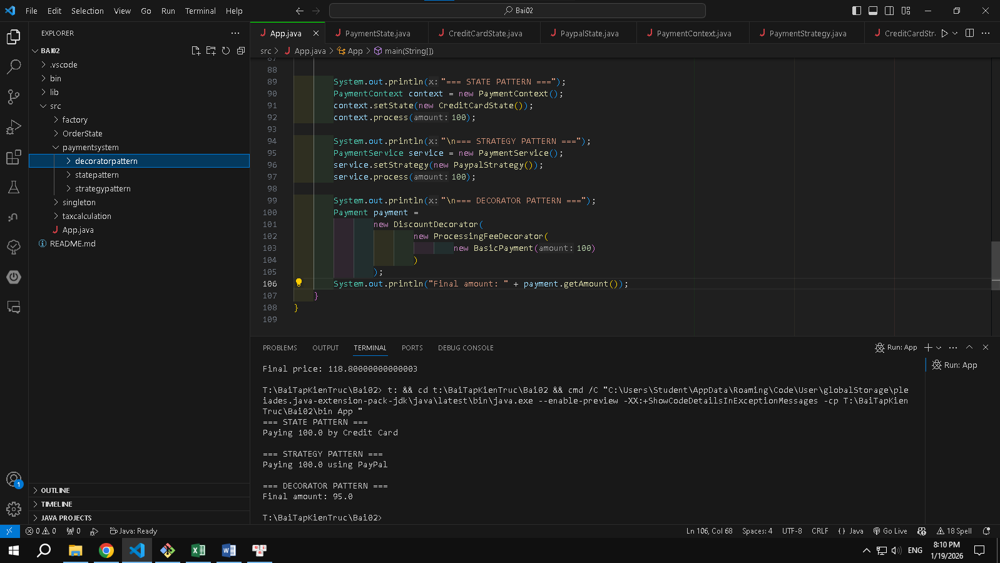 File Edit Selection View Go Run Terminal Help
Bai02
EXPLORER
BAI02
.vscode
bin
lib
src
factory
OrderState
paymentsystem
decoratorpattern
statepattern
strategypattern
singleton
taxcalculation
App.java
README.md
OUTLINE
TIMELINE
JAVA PROJECTS
App.java PaymentState.java CreditCardState.java PaypalState.java PaymentContext.java PaymentStrategy.java CreditCardStr
src > App.java > App > main(String[])
87
88
89 System.out.println(x: "=== STATE PATTERN ===");
90 PaymentContext context = new PaymentContext();
91 context.setState(new CreditCardState());
92 context.process(amount: 100);
93
94 System.out.println(x: "\n=== STRATEGY PATTERN ===");
95 PaymentService service = new PaymentService();
96 service.setStrategy(new PaypalStrategy());
97 service.process(amount: 100);
98
99 System.out.println(x: "\n=== DECORATOR PATTERN ===");
100 Payment payment =
101 new DiscountDecorator(
102 new ProcessingFeeDecorator(
103 new BasicPayment(amount: 100)
104 )
105 );
106 System.out.println("Final amount: " + payment.getAmount());
107 }
108 }
109
PROBLEMS OUTPUT TERMINAL PORTS DEBUG CONSOLE
Run: App
Run: App
Final price: 118.80000000000003
T:\BaiTapKienTruc\Bai02> t: && cd t:\BaiTapKienTruc\Bai02 && cmd /C "C:\Users\Student\AppData\Roaming\Code\User\globalStorage\ple
iades.java-extension-pack-jdk\java\latest\bin\java.exe --enable-preview -XX:+ShowCodeDetailsInExceptionMessages -cp T:\BaiTapKien
Truc\Bai02\bin App "
=== STATE PATTERN ===
Paying 100.0 by Credit Card
=== STRATEGY PATTERN ===
Paying 100.0 using PayPal
=== DECORATOR PATTERN ===
Final amount: 95.0
T:\BaiTapKienTruc\Bai02>
1
0 0 0 Java: Ready Ln 106, Col 68 Spaces: 4 UTF-8 CRLF {} Java Go Live 18 Spell
ENG
8:10 PM
1/19/2026